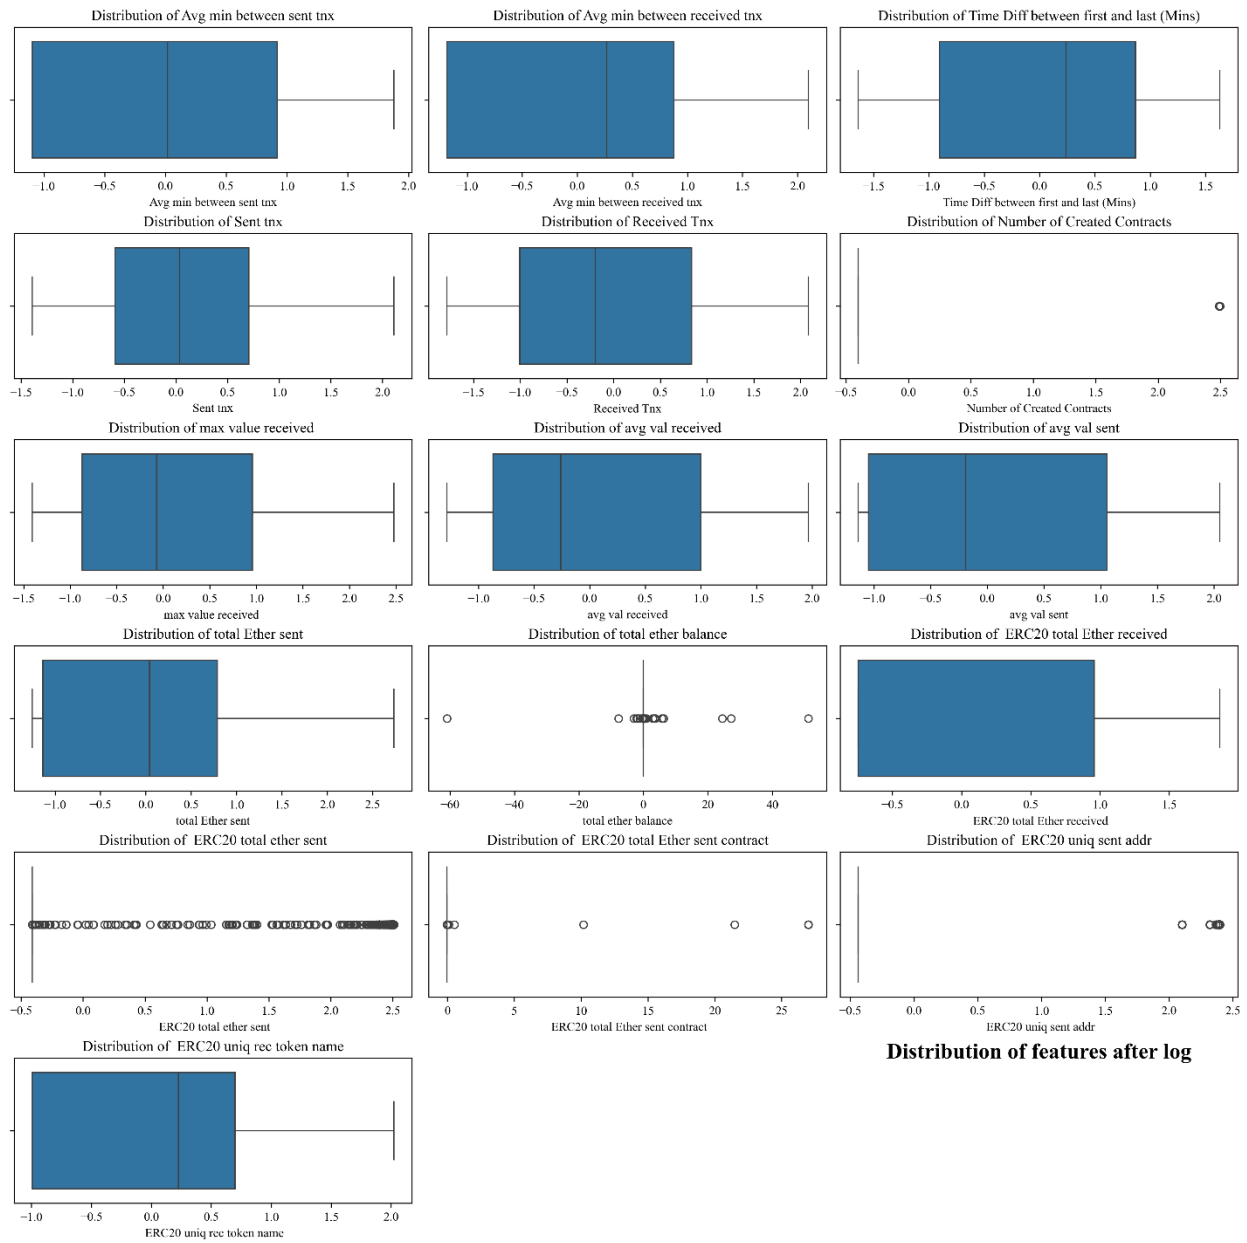 Distribution of Avg min between sent tnx
Distribution of Avg min between received tnx
Distribution of Time Diff between first and last (Mins)
−1.0 −0.5 0.0 0.5 1.0 1.5 2.0
−1.0 −0.5 0.0 0.5 1.0 1.5 2.0
−1.5 −1.0 −0.5 0.0 0.5 1.0 1.5
Avg min between sent tnx
Avg min between received tnx
Time Diff between first and last (Mins)
Distribution of Sent tnx
Distribution of Received Tnx
Distribution of Number of Created Contracts
−1.5 −1.0 −0.5 0.0 0.5 1.0 1.5 2.0
−1.5 −1.0 −0.5 0.0 0.5 1.0 1.5 2.0
−0.5 0.0 0.5 1.0 1.5 2.0 2.5
Sent tnx
Received Tnx
Number of Created Contracts
Distribution of max value received
Distribution of avg val received
Distribution of avg val sent
−1.5 −1.0 −0.5 0.0 0.5 1.0 1.5 2.0 2.5
−1.0 −0.5 0.0 0.5 1.0 1.5 2.0
−1.0 −0.5 0.0 0.5 1.0 1.5 2.0
max value received
avg val received
avg val sent
Distribution of total Ether sent
Distribution of total ether balance
Distribution of  ERC20 total Ether received
−1.0 −0.5 0.0 0.5 1.0 1.5 2.0 2.5
−60 −40 −20 0 20 40
−0.5 0.0 0.5 1.0 1.5
total Ether sent
total ether balance
ERC20 total Ether received
Distribution of  ERC20 total ether sent
Distribution of  ERC20 total Ether sent contract
Distribution of  ERC20 uniq sent addr
−0.5 0.0 0.5 1.0 1.5 2.0 2.5
0 5 10 15 20 25
−0.5 0.0 0.5 1.0 1.5 2.0 2.5
ERC20 total ether sent
ERC20 total Ether sent contract
ERC20 uniq sent addr
Distribution of  ERC20 uniq rec token name
Distribution of features after log
−1.0 −0.5 0.0 0.5 1.0 1.5 2.0
ERC20 uniq rec token name